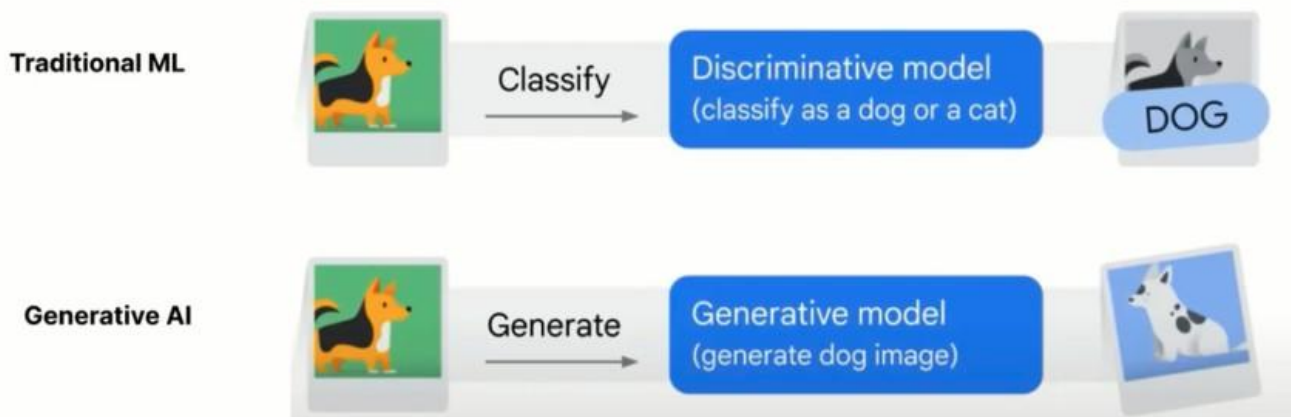 Traditional ML
Classify
Discriminative model
(classify as a dog or a cat)
DOG
Generative AI
Generate
Generative model
(generate dog image)